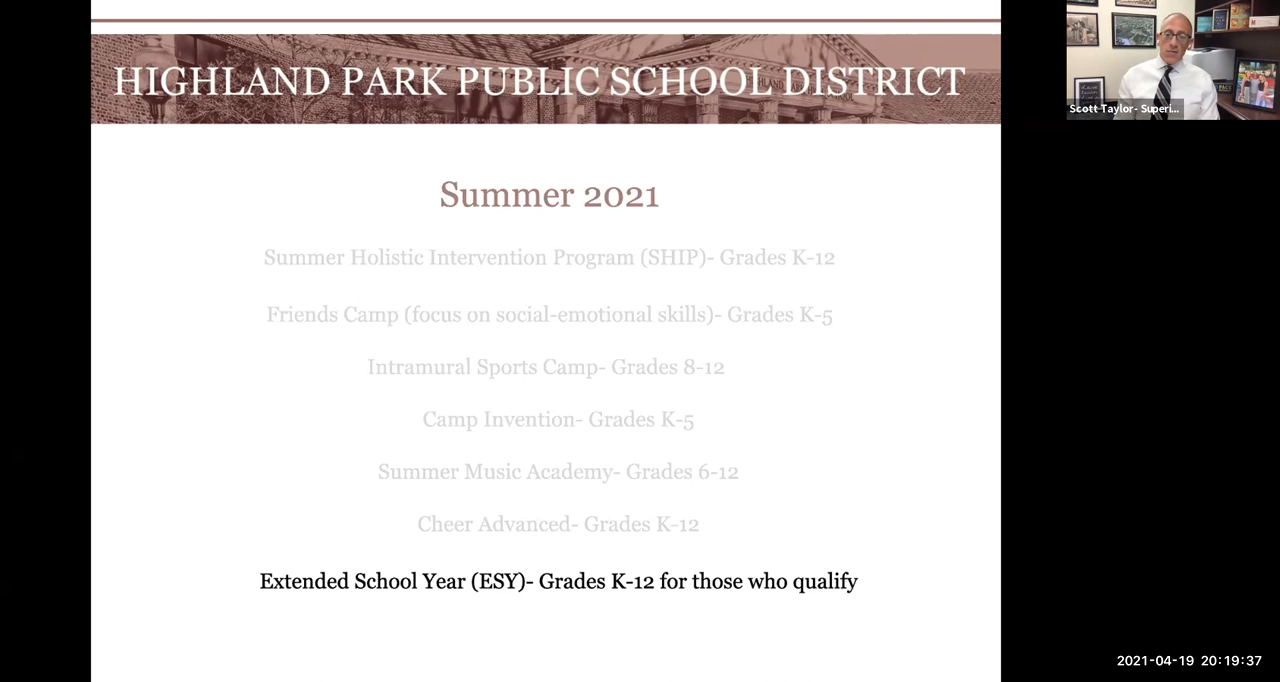 HIGHLAND PARK PUBLIC SCHOOL DISTRICT
Scott Taylor- Superi...
Summer 2021
Summer Holistic Intervention Program (SHIP)- Grades K-12
Friends Camp (focus on social-emotional skills)- Grades K-5
Intramural Sports Camp- Grades 8-12
Camp Invention- Grades K-5
Summer Music Academy- Grades 6-12
Cheer Advanced- Grades K-12
Extended School Year (ESY)- Grades K-12 for those who qualify
2021-04-19 20:19:37